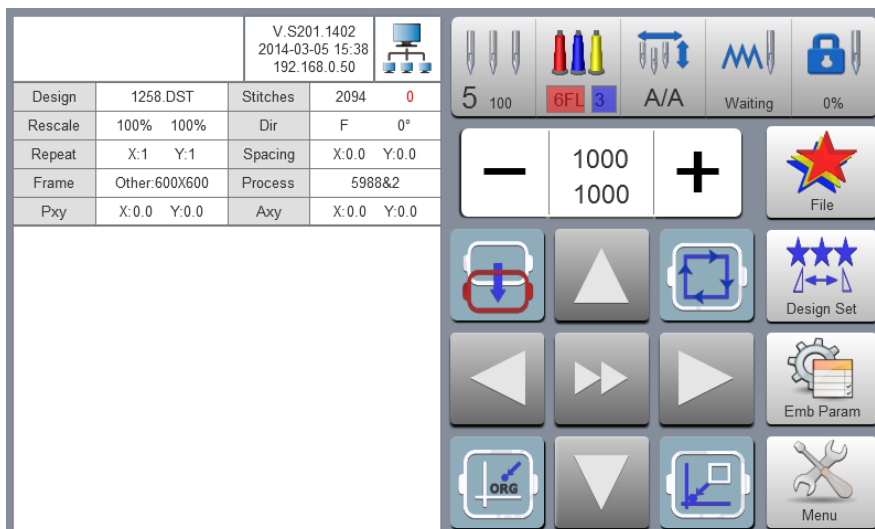 V.S201.1402
2014-03-05 15:38
192.168.0.50
Design 1258.DST Stitches 2094 0
Rescale 100% 100% Dir F 0°
Repeat X:1 Y:1 Spacing X:0.0 Y:0.0
Frame Other:600X600 Process 5988&2
Pxy X:0.0 Y:0.0 Axy X:0.0 Y:0.0
5 100 6FL 3 A/A Waiting 0%
1000
1000
File
Design Set
Emb Param
ORG
Menu